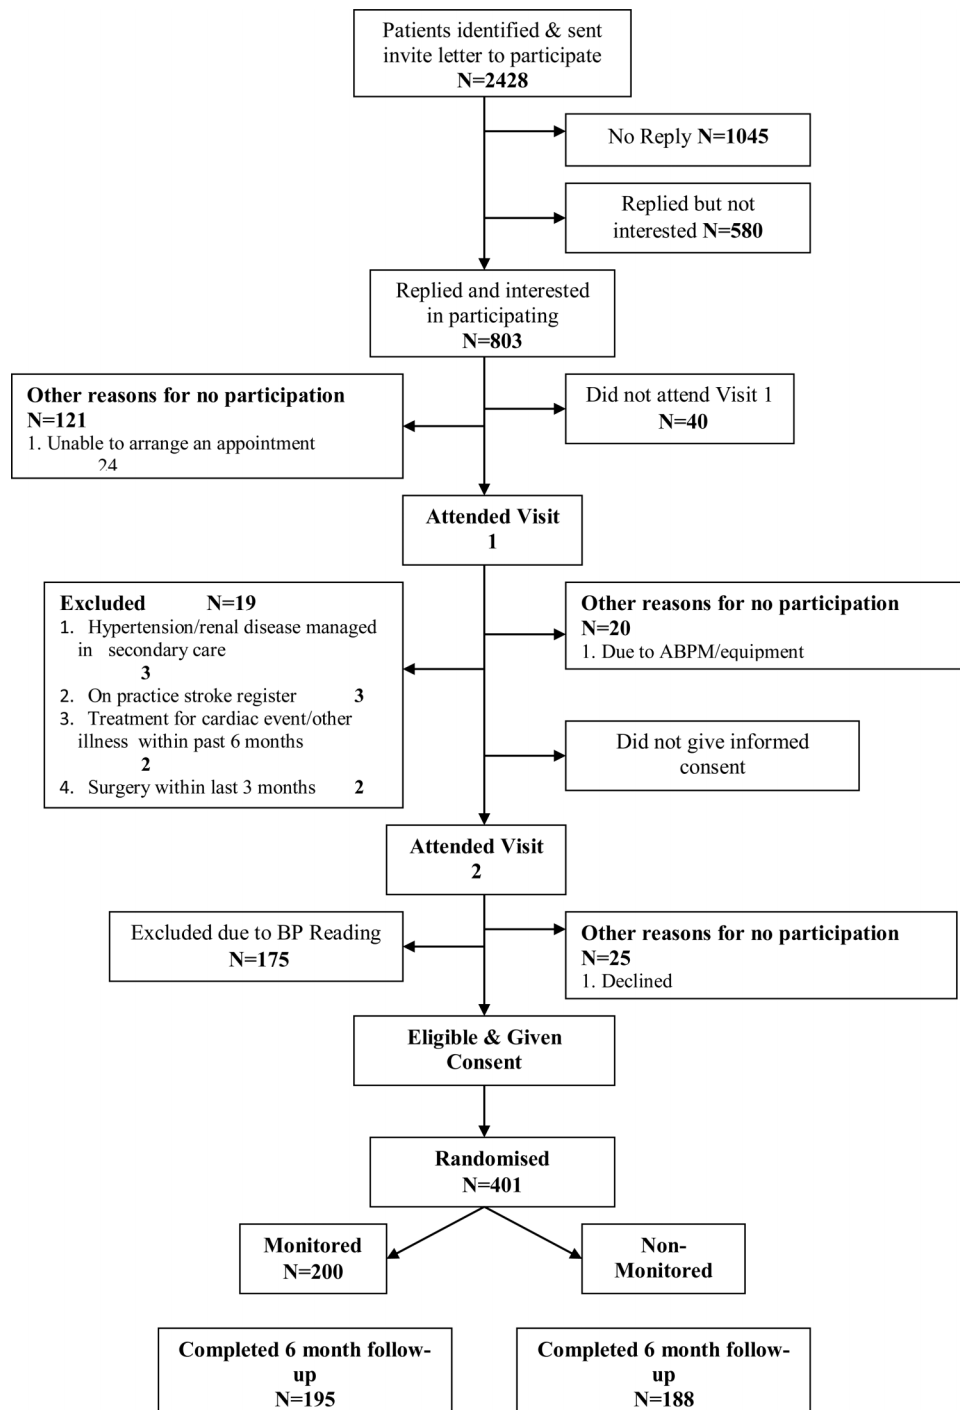 Patients identified & sent
invite letter to participate
N=2428
No Reply N=1045
Replied but not
interested N=580
Replied and interested
in participating
N=803
Other reasons for no participation
N=121
1. Unable to arrange an appointment
24
Did not attend Visit 1
N=40
Attended Visit
1
Excluded N=19
1. Hypertension/renal disease managed
in secondary care
3
2. On practice stroke register 3
3. Treatment for cardiac event/other
illness within past 6 months
2
4. Surgery within last 3 months 2
Other reasons for no participation
N=20
1. Due to ABPM/equipment
Did not give informed
consent
Attended Visit
2
Excluded due to BP Reading
N=175
Other reasons for no participation
N=25
1. Declined
Eligible & Given
Consent
Randomised
N=401
Monitored
N=200
Non-
Monitored
Completed 6 month follow-
up
N=195
Completed 6 month follow-
up
N=188